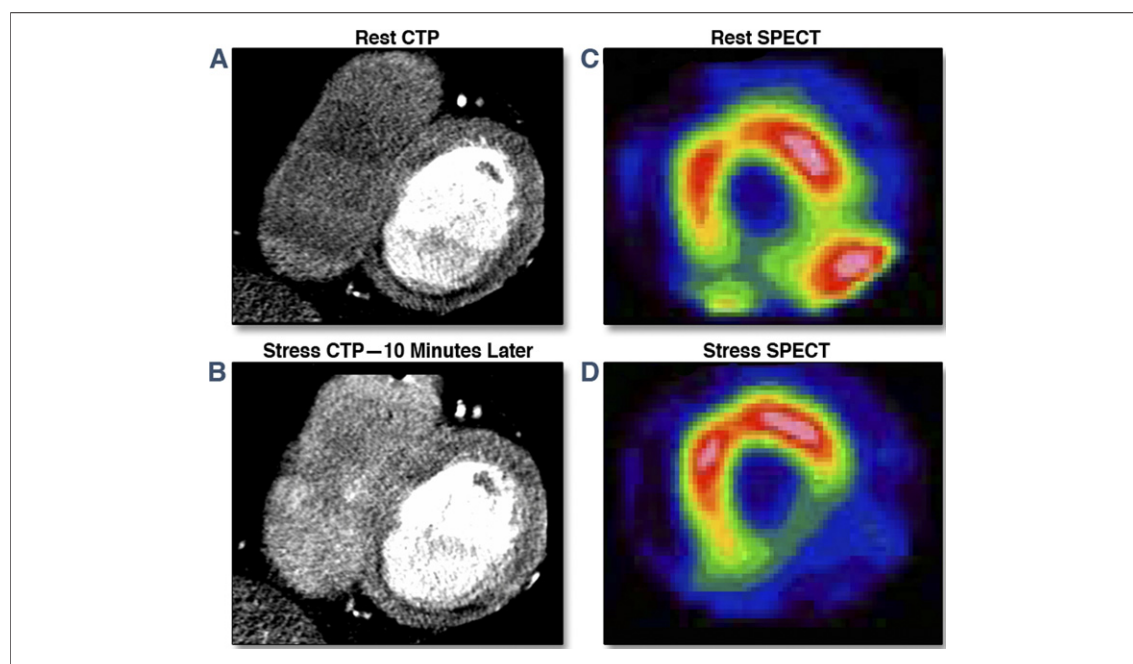 Rest CTP
Rest SPECT
A
C
Stress CTP—10 Minutes Later
Stress SPECT
B
D